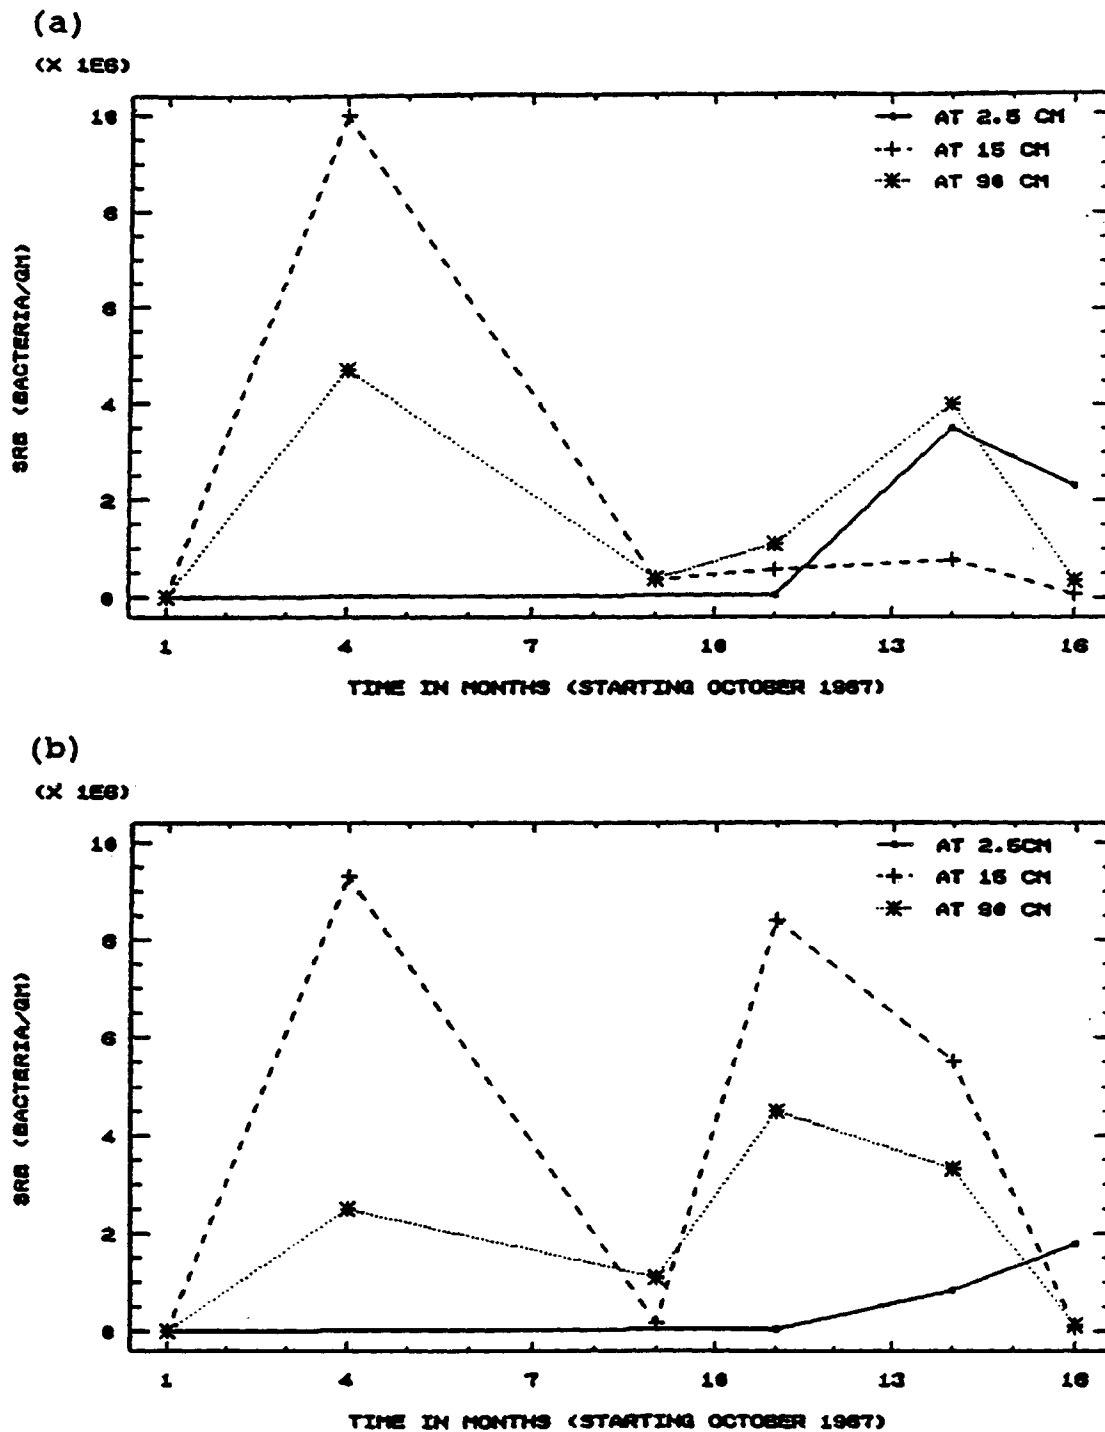 (a)
(X 1E6)
10
8
6
4
2
0
SRB (BACTERIA/GM)
AT 2.5 CM
AT 15 CM
AT 90 CM
1 4 7 10 13 16
TIME IN MONTHS (STARTING OCTOBER 1987)
(b)
(X 1E6)
10
8
6
4
2
0
SRB (BACTERIA/GM)
AT 2.5CM
AT 15 CM
AT 90 CM
1 4 7 10 13 16
TIME IN MONTHS (STARTING OCTOBER 1987)